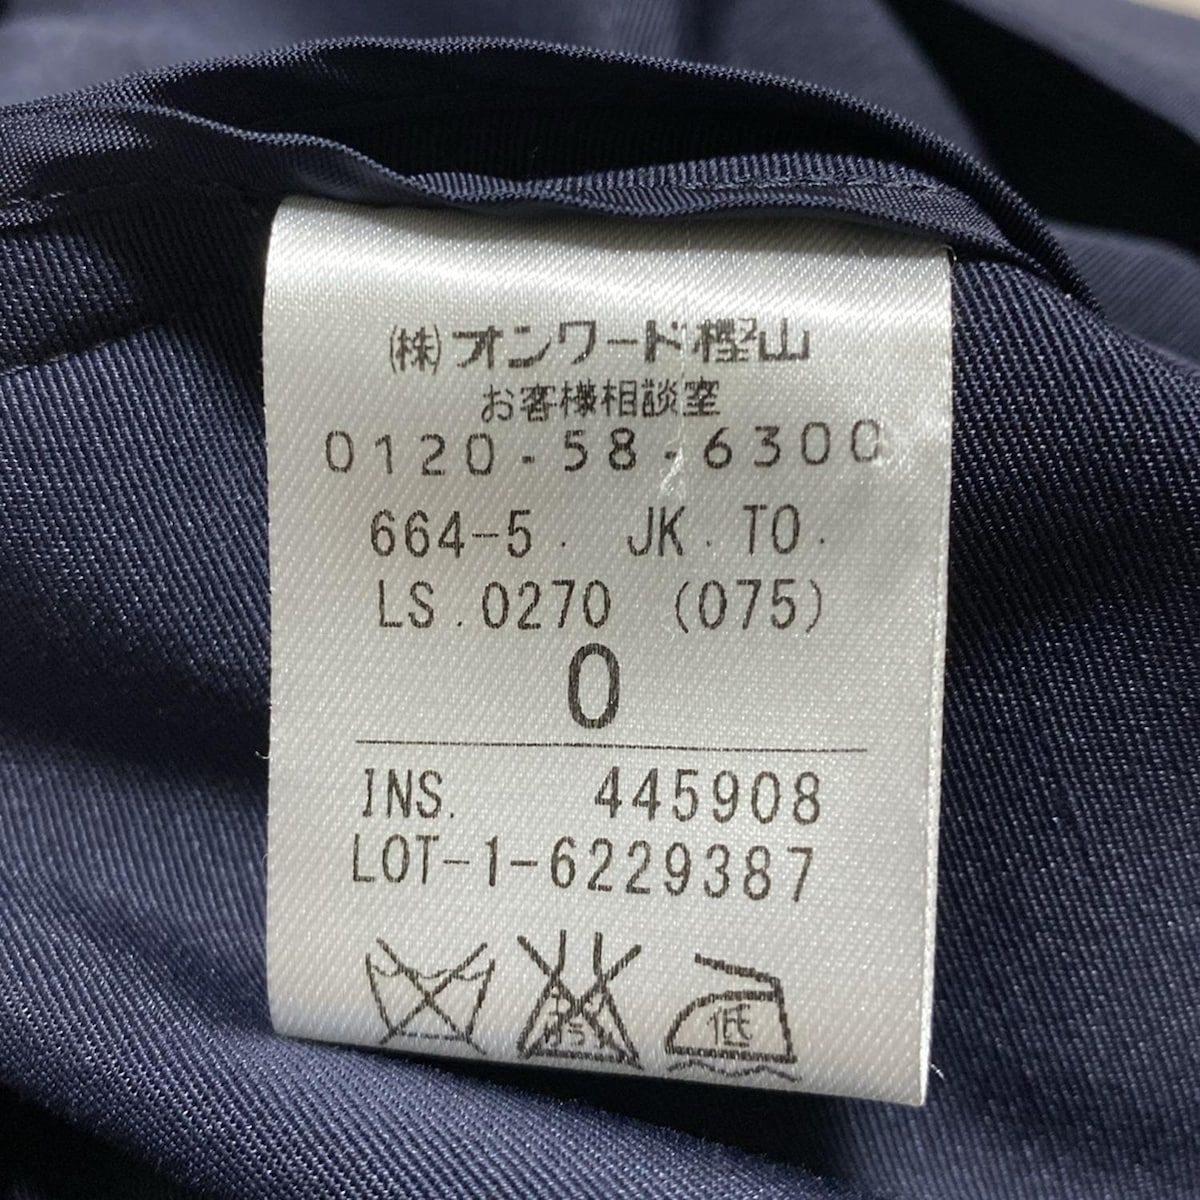 ㈱オンワード樫山
お客様相談室
0120-58-6300
664-5. JK. TO.
LS. 0270 (075)
0
INS. 445908
LOT-1-6229387
低